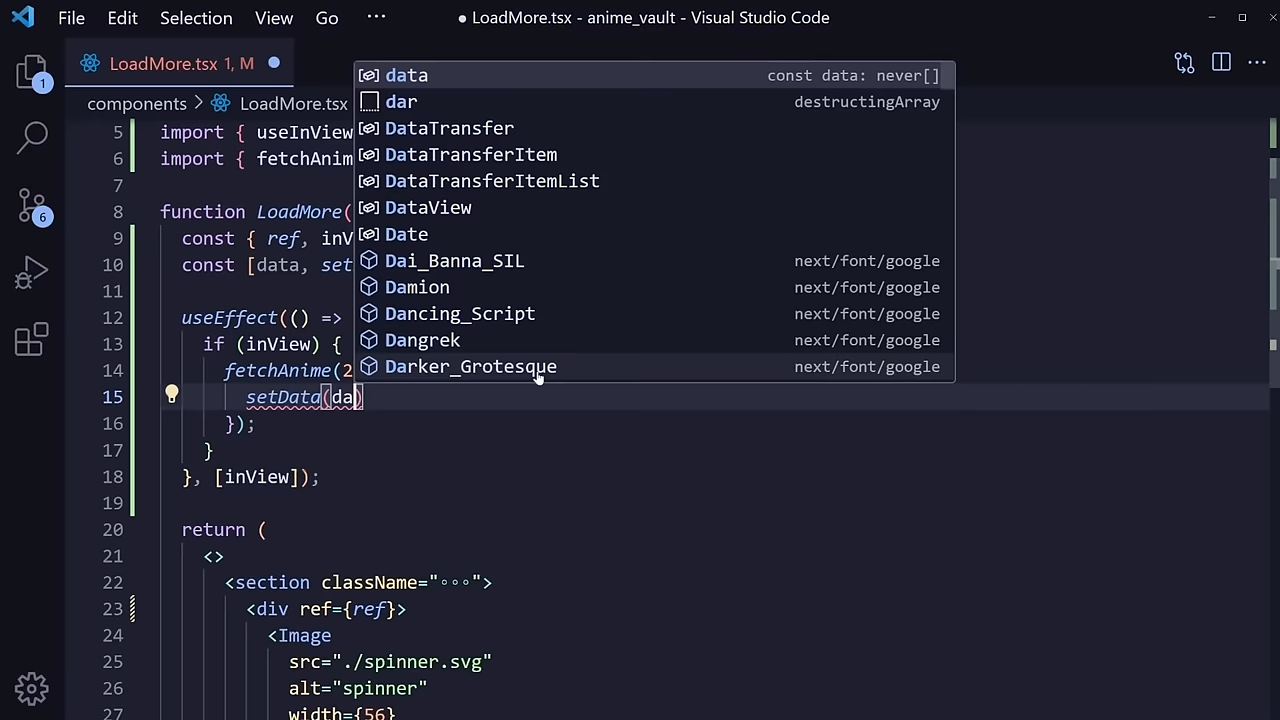 File Edit Selection View Go ··· ● LoadMore.tsx - anime_vault - Visual Studio Code
LoadMore.tsx 1, M
components > LoadMore.tsx
1
6
data const data: never[]
dar destructingArray
DataTransfer
DataTransferItem
DataTransferItemList
DataView
Date
Dai_Banna_SIL next/font/google
Damion next/font/google
Dancing_Script next/font/google
Dangrek next/font/google
Darker_Grotesque next/font/google
5 import { useInView
6 import { fetchAnim
7
8 function LoadMore(
9 const { ref, inV
10 const [data, set
11
12 useEffect(() =>
13 if (inView) {
14 fetchAnime(2
15 setData(da)
16 });
17 }
18 }, [inView]);
19
20 return (
21 <>
22 <section className="∘∘∘">
23 <div ref={ref}>
24 <Image
25 src="./spinner.svg"
26 alt="spinner"
27 width={56}